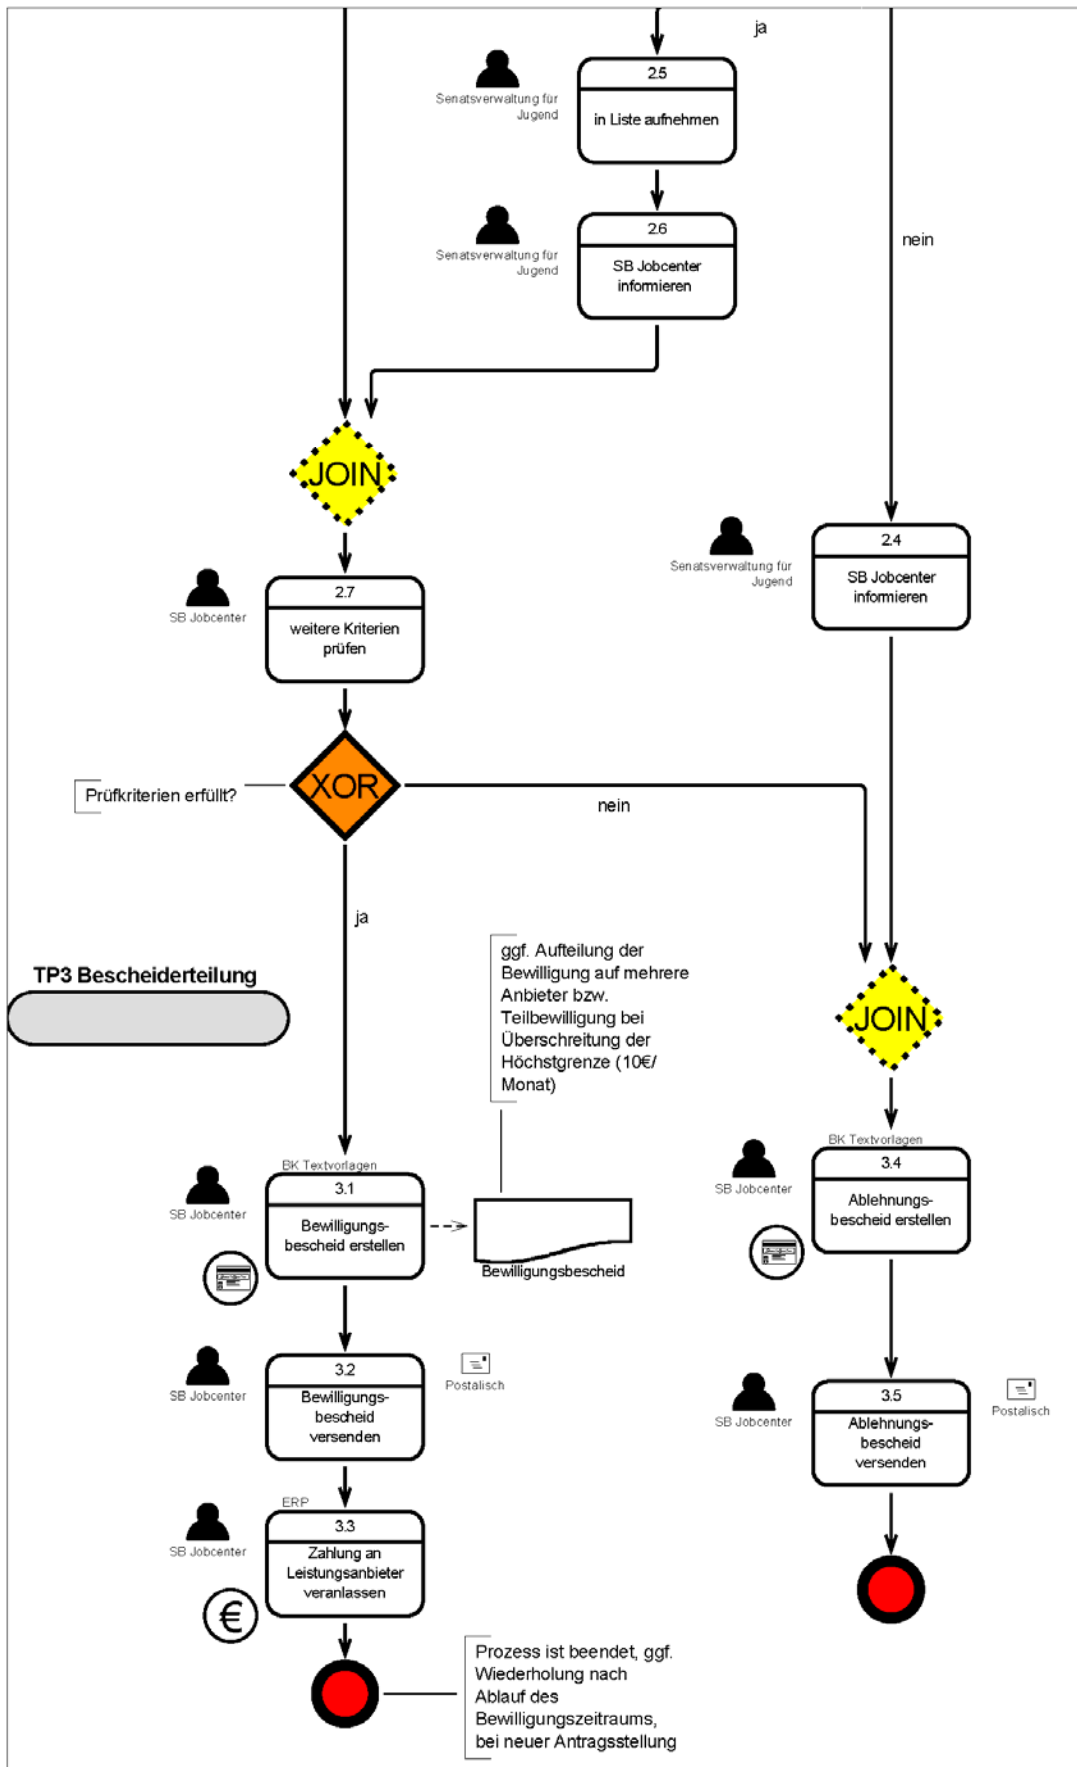 ja
2.5
Senatsverwaltung für
Jugend
in Liste aufnehmen
2.6
Senatsverwaltung für
Jugend
SB Jobcenter
informieren
nein
JOIN
2.4
Senatsverwaltung für
Jugend
SB Jobcenter
informieren
2.7
SB Jobcenter
weitere Kriterien
prüfen
XOR
Prüfkriterien erfüllt?
nein
ja
TP3 Bescheiderteilung
ggf. Aufteilung der
Bewilligung auf mehrere
Anbieter bzw.
Teilbewilligung bei
Überschreitung der
Höchstgrenze (10€/
Monat)
JOIN
BK Textvorlagen
3.1
SB Jobcenter
Bewilligungs-
bescheid erstellen
Bewilligungsbescheid
BK Textvorlagen
3.4
SB Jobcenter
Ablehnungs-
bescheid erstellen
3.2
SB Jobcenter
Bewilligungs-
bescheid
versenden
Postalisch
3.5
SB Jobcenter
Ablehnungs-
bescheid
versenden
Postalisch
ERP
3.3
SB Jobcenter
Zahlung an
Leistungsanbieter
veranlassen
€
Prozess ist beendet, ggf.
Wiederholung nach
Ablauf des
Bewilligungszeitraums,
bei neuer Antragsstellung